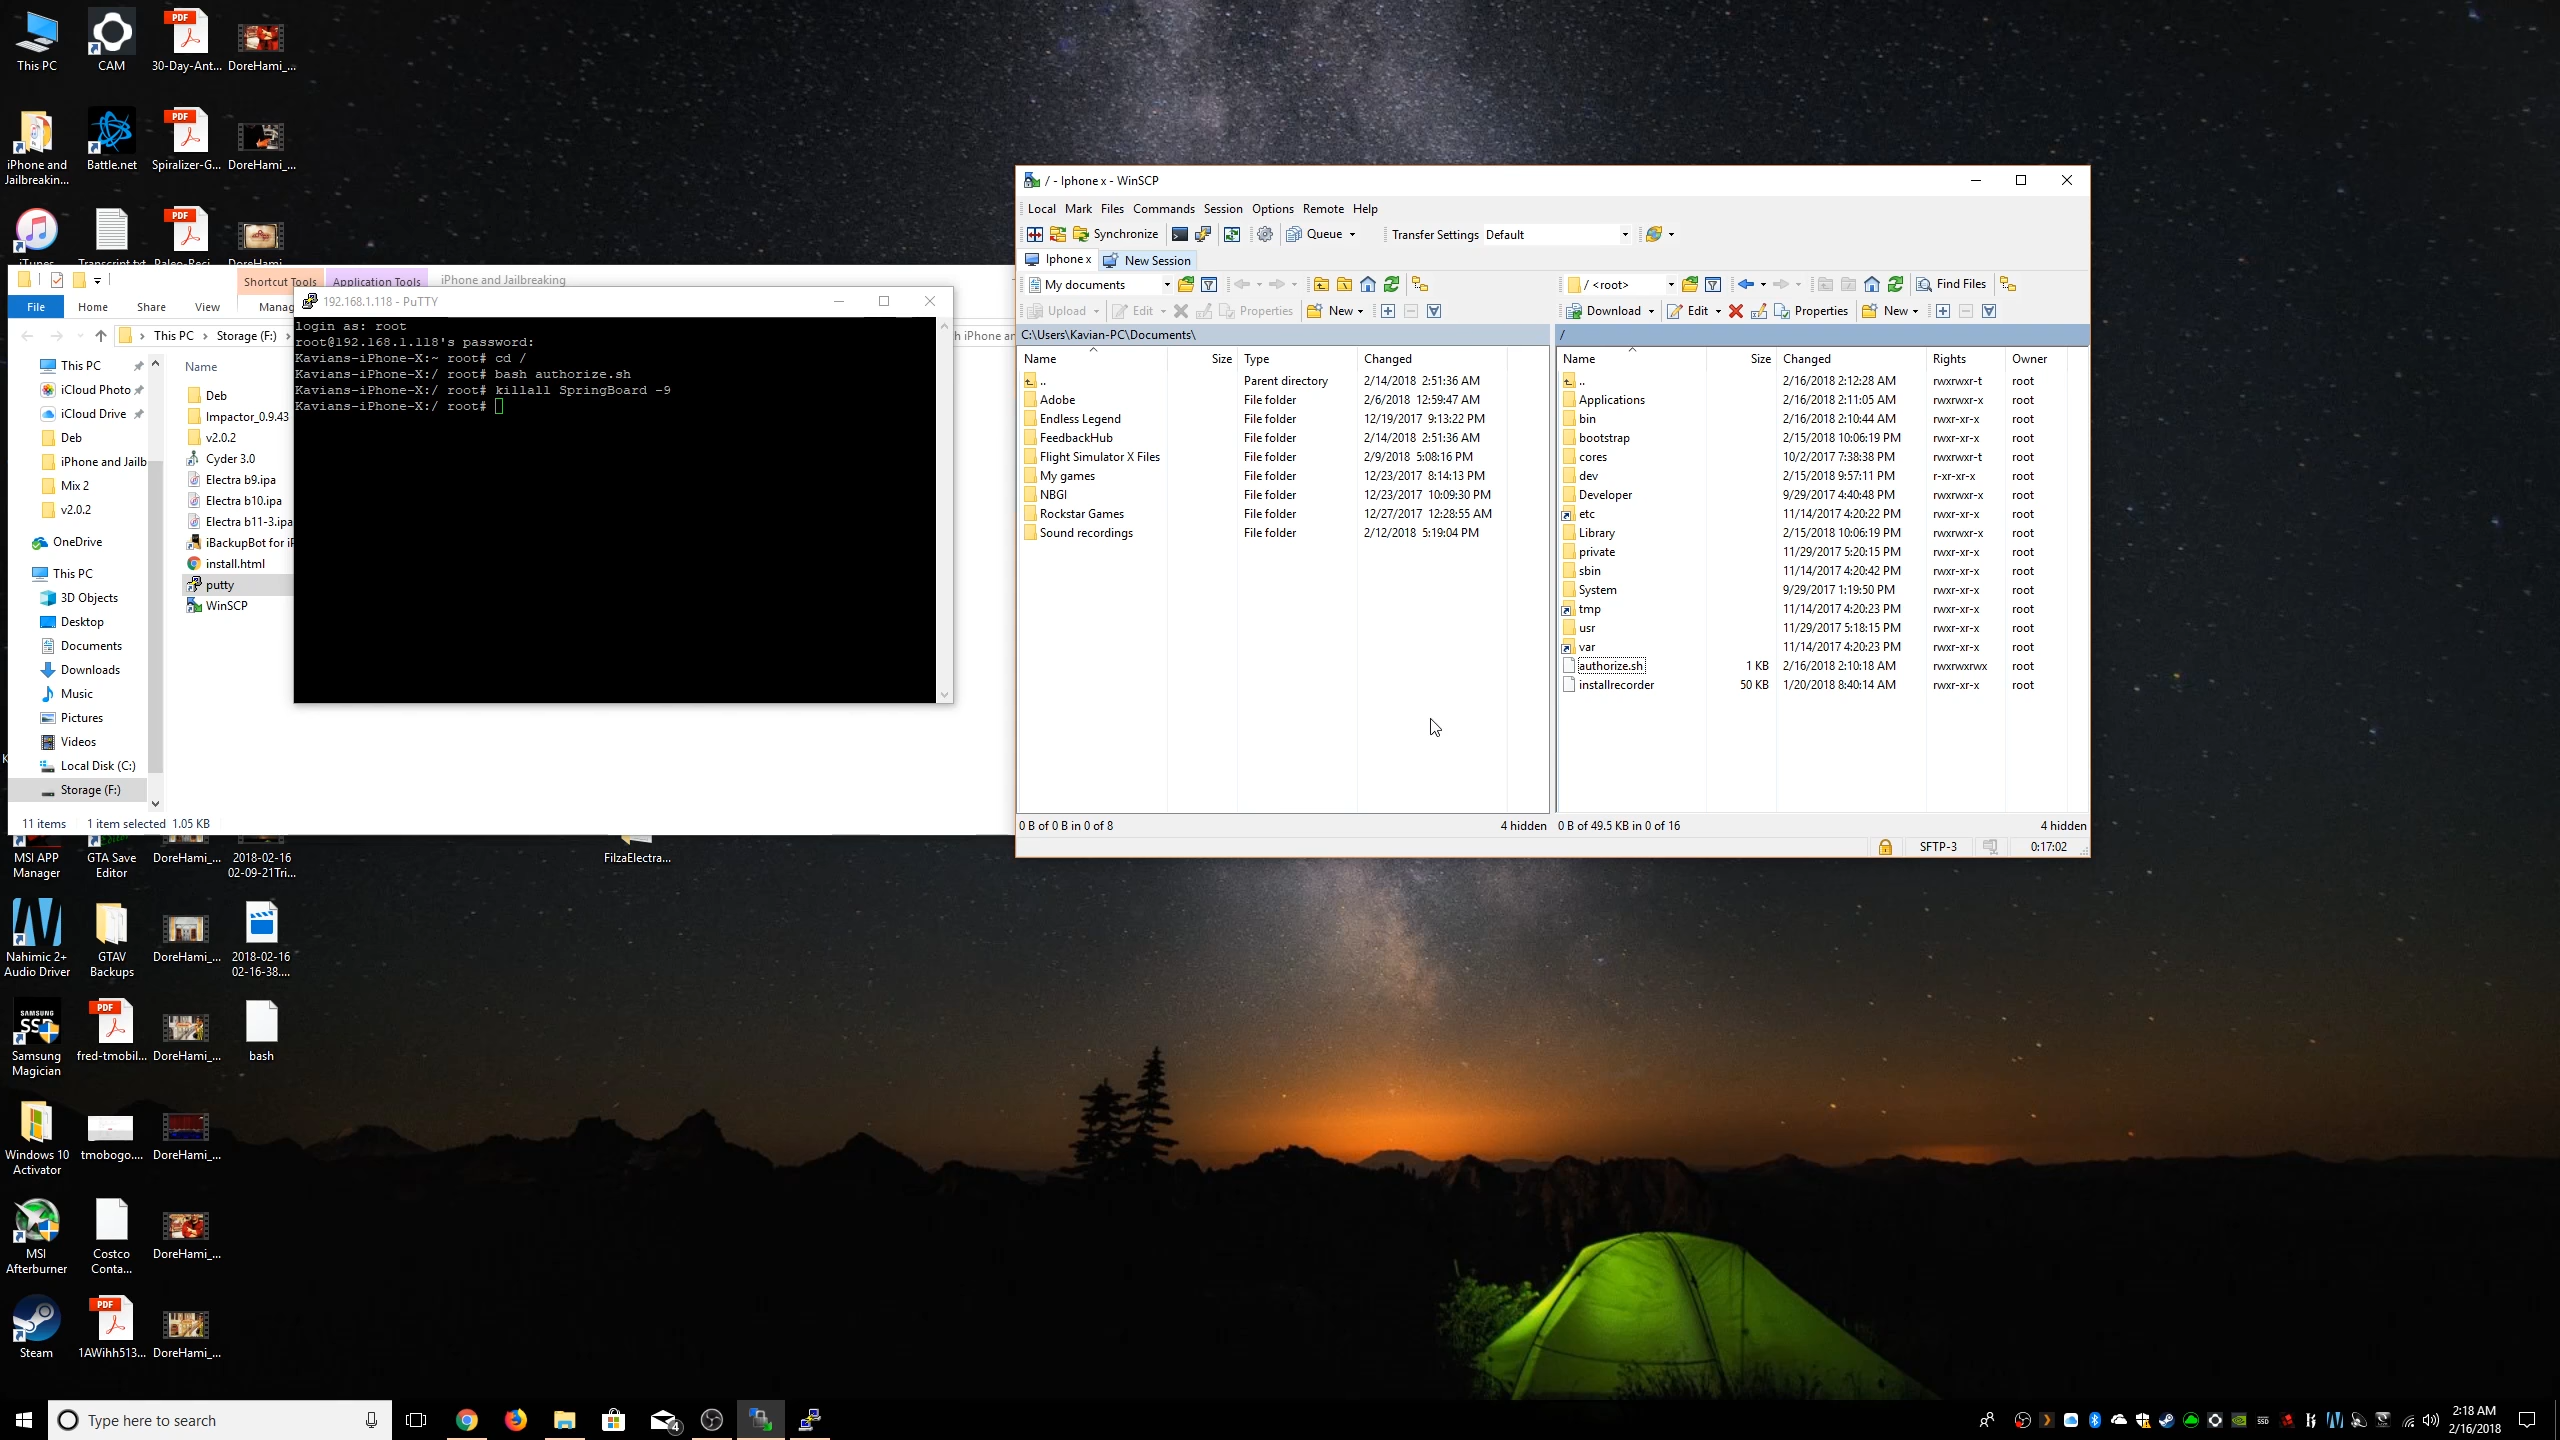 This PC
CAM
30-Day-Ant...
DoreHami_...
iPhone and Jailbreakin...
Battle.net
Spiralizer-G...
DoreHami_...
iTunes
Transcript.txt
Paleo-Reci...
DoreHami_...
Shortcut Tools
Application Tools
iPhone and Jailbreaking
File
Home
Share
View
Manag
This PC
Storage (F:)
h iPhone an
This PC
iCloud Photo
iCloud Drive
Deb
iPhone and Jailb
Mix 2
v2.0.2
OneDrive
This PC
3D Objects
Desktop
Documents
Downloads
Music
Pictures
Videos
Local Disk (C:)
Storage (F:)
Name
Deb
Impactor_0.9.43
v2.0.2
Cyder 3.0
Electra b9.ipa
Electra b10.ipa
Electra b11-3.ipa
iBackupBot for iP
install.html
putty
WinSCP
11 items
1 item selected 1.05 KB
192.168.1.118 - PuTTY
login as: root
root@192.168.1.118's password:
Kavians-iPhone-X:~ root# cd /
Kavians-iPhone-X:/ root# bash authorize.sh
Kavians-iPhone-X:/ root# killall SpringBoard -9
Kavians-iPhone-X:/ root#
/ - Iphone x - WinSCP
Local Mark Files Commands Session Options Remote Help
Synchronize
Queue
Transfer Settings Default
Iphone x
New Session
My documents
Upload
Edit
Properties
New
C:\Users\Kavian-PC\Documents\
Name Size Type Changed
.. Parent directory 2/14/2018 2:51:36 AM
Adobe File folder 2/6/2018 12:59:47 AM
Endless Legend File folder 12/19/2017 9:13:22 PM
FeedbackHub File folder 2/14/2018 2:51:36 AM
Flight Simulator X Files File folder 2/9/2018 5:08:16 PM
My games File folder 12/23/2017 8:14:13 PM
NBGI File folder 12/23/2017 10:09:30 PM
Rockstar Games File folder 12/27/2017 12:28:55 AM
Sound recordings File folder 2/12/2018 5:19:04 PM
0 B of 0 B in 0 of 8
4 hidden
/ <root>
Find Files
Download
Edit
Properties
New
/
Name Size Changed Rights Owner
.. 2/16/2018 2:12:28 AM rwxrwxr-t root
Applications 2/16/2018 2:11:05 AM rwxrwxr-x root
bin 2/16/2018 2:10:44 AM rwxr-xr-x root
bootstrap 2/15/2018 10:06:19 PM rwxr-xr-x root
cores 10/2/2017 7:38:38 PM rwxrwxr-t root
dev 2/15/2018 9:57:11 PM r-xr-xr-x root
Developer 9/29/2017 4:40:48 PM rwxrwxr-x root
etc 11/14/2017 4:20:22 PM rwxr-xr-x root
Library 2/15/2018 10:06:19 PM rwxrwxr-x root
private 11/29/2017 5:20:15 PM rwxr-xr-x root
sbin 11/14/2017 4:20:42 PM rwxr-xr-x root
System 9/29/2017 1:19:50 PM rwxr-xr-x root
tmp 11/14/2017 4:20:23 PM rwxr-xr-x root
usr 11/29/2017 5:18:15 PM rwxr-xr-x root
var 11/14/2017 4:20:23 PM rwxr-xr-x root
authorize.sh 1 KB 2/16/2018 2:10:18 AM rwxrwxrwx root
installrecorder 50 KB 1/20/2018 8:40:14 AM rwxr-xr-x root
0 B of 49.5 KB in 0 of 16
4 hidden
SFTP-3
0:17:02
MSI APP Manager
GTA Save Editor
DoreHami_...
2018-02-16 02-09-21Tri...
FilzaElectra...
Nahimic 2+ Audio Driver
GTAV Backups
DoreHami_...
2018-02-16 02-16-38....
Samsung Magician
fred-tmobil...
DoreHami_...
bash
Windows 10 Activator
tmobogo....
DoreHami_...
MSI Afterburner
Costco Conta...
DoreHami_...
Steam
1AWihh513...
DoreHami_...
Type here to search
4
2:18 AM
2/16/2018